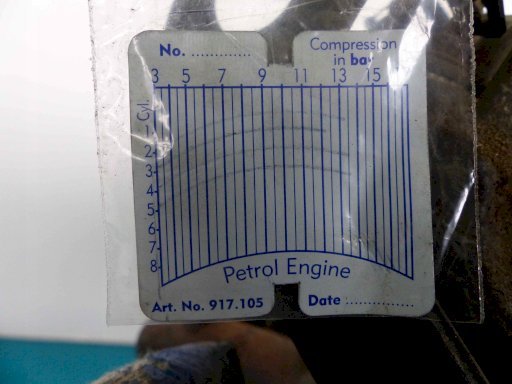 No. ..............
Compression
in bar
3 5 7 9 11 13 15
Cyl.
1
2
3
4
5
6
7
8
Petrol Engine
Art. No. 917.105
Date ................